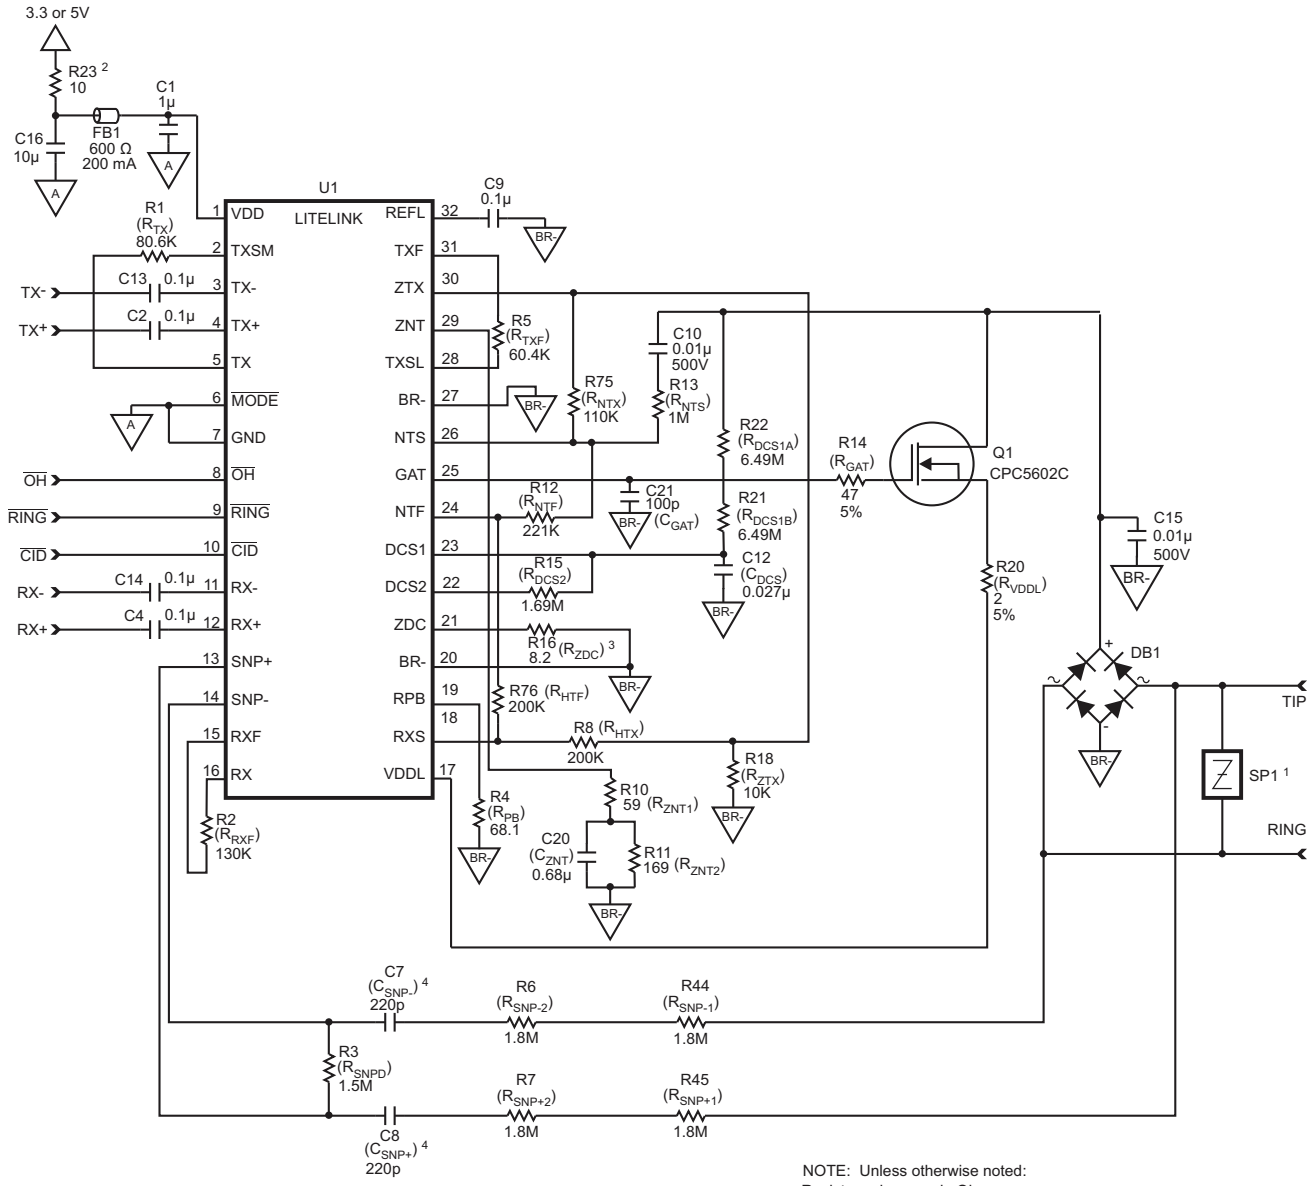 3.3 or 5V
R23 2
10
C1
1µ
C16
10µ
FB1
600 Ω
200 mA
A
A
U1
LITELINK
R1
(RTX)
80.6K
C9
0.1µ
BR-
1 VDD
2 TXSM
3 TX-
4 TX+
5 TX
6 MODE
7 GND
8 OH
9 RING
10 CID
11 RX-
12 RX+
13 SNP+
14 SNP-
15 RXF
16 RX
REFL 32
TXF 31
ZTX 30
ZNT 29
TXSL 28
BR- 27
NTS 26
GAT 25
NTF 24
DCS1 23
DCS2 22
ZDC 21
BR- 20
RPB 19
RXS 18
VDDL 17
TX-
C13 0.1µ
TX+
C2 0.1µ
A
OH
RING
CID
RX-
C14 0.1µ
RX+
C4 0.1µ
R2
(RRXF)
130K
R5
(RTXF)
60.4K
BR-
R75
(RNTX)
110K
C10
0.01µ
500V
R13
(RNTS)
1M
R22
(RDCS1A)
6.49M
R21
(RDCS1B)
6.49M
R14
(RGAT)
47
5%
Q1
CPC5602C
R12
(RNTF)
221K
C21
100p
(CGAT)
BR-
R15
(RDCS2)
1.69M
C12
(CDCS)
0.027µ
BR-
R16 (RZDC) 3
8.2
BR-
R20
(RVDDL)
2
5%
C15
0.01µ
500V
BR-
R76 (RHTF)
200K
R8 (RHTX)
200K
R18
(RZTX)
10K
BR-
R4
(RPB)
68.1
BR-
R10
59 (RZNT1)
C20
(CZNT)
0.68µ
R11
169 (RZNT2)
BR-
DB1
+
~
~
-
BR-
TIP
SP1 1
RING
C7
(CSNP-) 4
220p
R6
(RSNP-2)
1.8M
R44
(RSNP-1)
1.8M
R3
(RSNPD)
1.5M
C8
(CSNP+) 4
220p
R7
(RSNP+2)
1.8M
R45
(RSNP+1)
1.8M
NOTE: Unless otherwise noted: